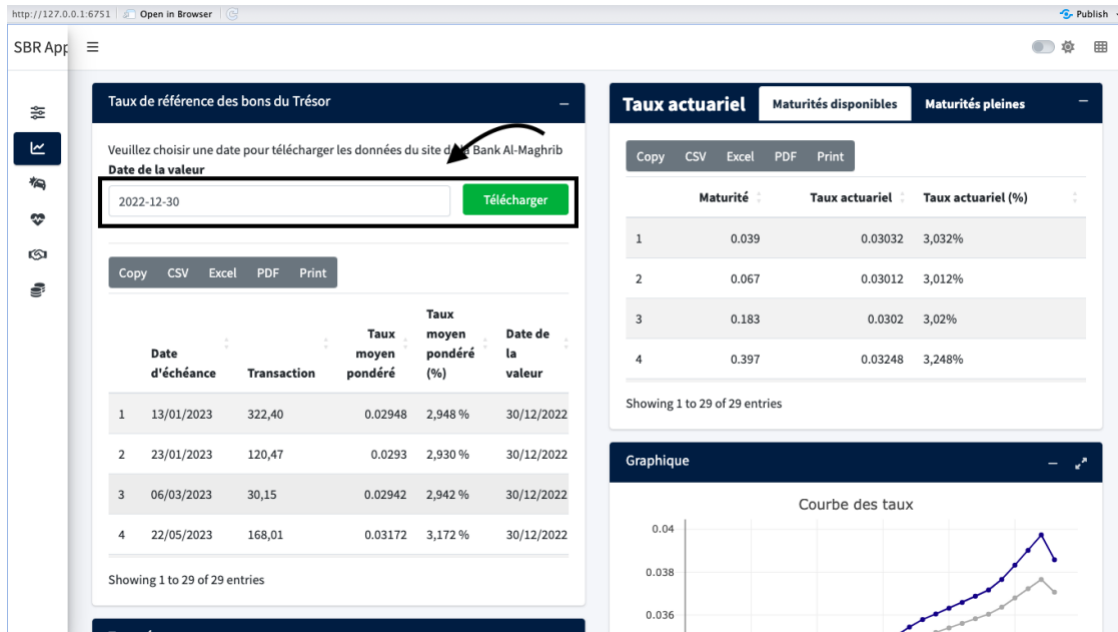 http://127.0.0.1:6751 Open in Browser Publish
SBR App
Taux de référence des bons du Trésor
Veuillez choisir une date pour télécharger les données du site de la Bank Al-Maghrib
Date de la valeur
2022-12-30 Télécharger
Copy CSV Excel PDF Print
Date d'échéance Transaction Taux moyen pondéré Taux moyen pondéré (%) Date de la valeur
1 13/01/2023 322,40 0.02948 2,948 % 30/12/2022
2 23/01/2023 120,47 0.0293 2,930 % 30/12/2022
3 06/03/2023 30,15 0.02942 2,942 % 30/12/2022
4 22/05/2023 168,01 0.03172 3,172 % 30/12/2022
Showing 1 to 29 of 29 entries
Taux actuariel Maturités disponibles Maturités pleines
Copy CSV Excel PDF Print
Maturité Taux actuariel Taux actuariel (%)
1 0.039 0.03032 3,032%
2 0.067 0.03012 3,012%
3 0.183 0.0302 3,02%
4 0.397 0.03248 3,248%
Showing 1 to 29 of 29 entries
Graphique
Courbe des taux
0.04
0.038
0.036